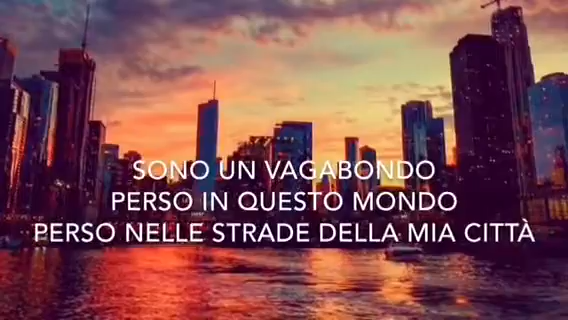 SONO UN VAGABONDO
PERSO IN QUESTO MONDO
PERSO NELLE STRADE DELLA MIA CITTÀ